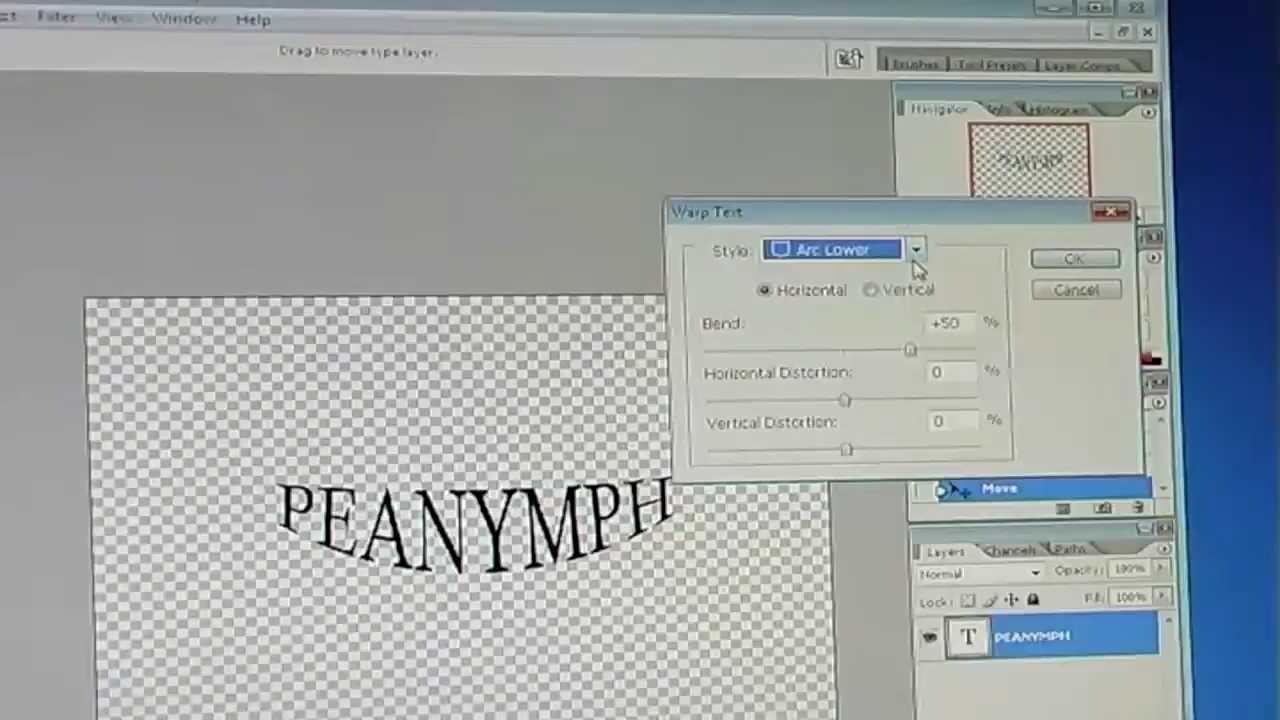 Filter View Window Help
Drag to move type layer.
Brushes Tool Presets Layer Comps
Navigator Info Histogram
Warp Text
Style: Arc Lower
OK
Horizontal Vertical
Cancel
Bend: +50 %
Horizontal Distortion: 0 %
Vertical Distortion: 0 %
PEANYMPH
Move
Layers Channels Paths
Normal Opacity: 100%
Lock: Fill: 100%
T PEANYMPH